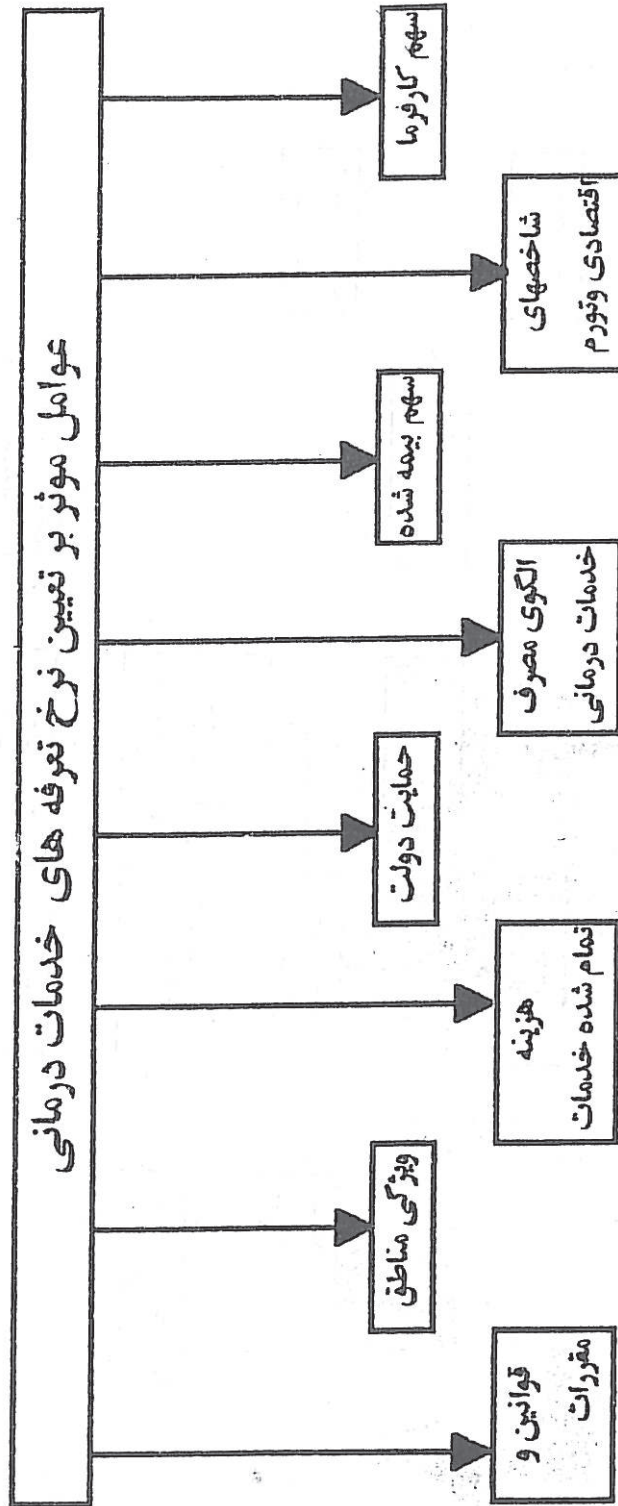 عوامل موثر بر تعیین نرخ تعرفه های خدمات درمانی
سهم کارفرما
شاخصهای
اقتصادی وتورم
سهم بیمه شده
الگوی مصرف
خدمات درمانی
حمایت دولت
هزینه
تمام شده خدمات
ویژگی مناطق
قوانین و
مقررات